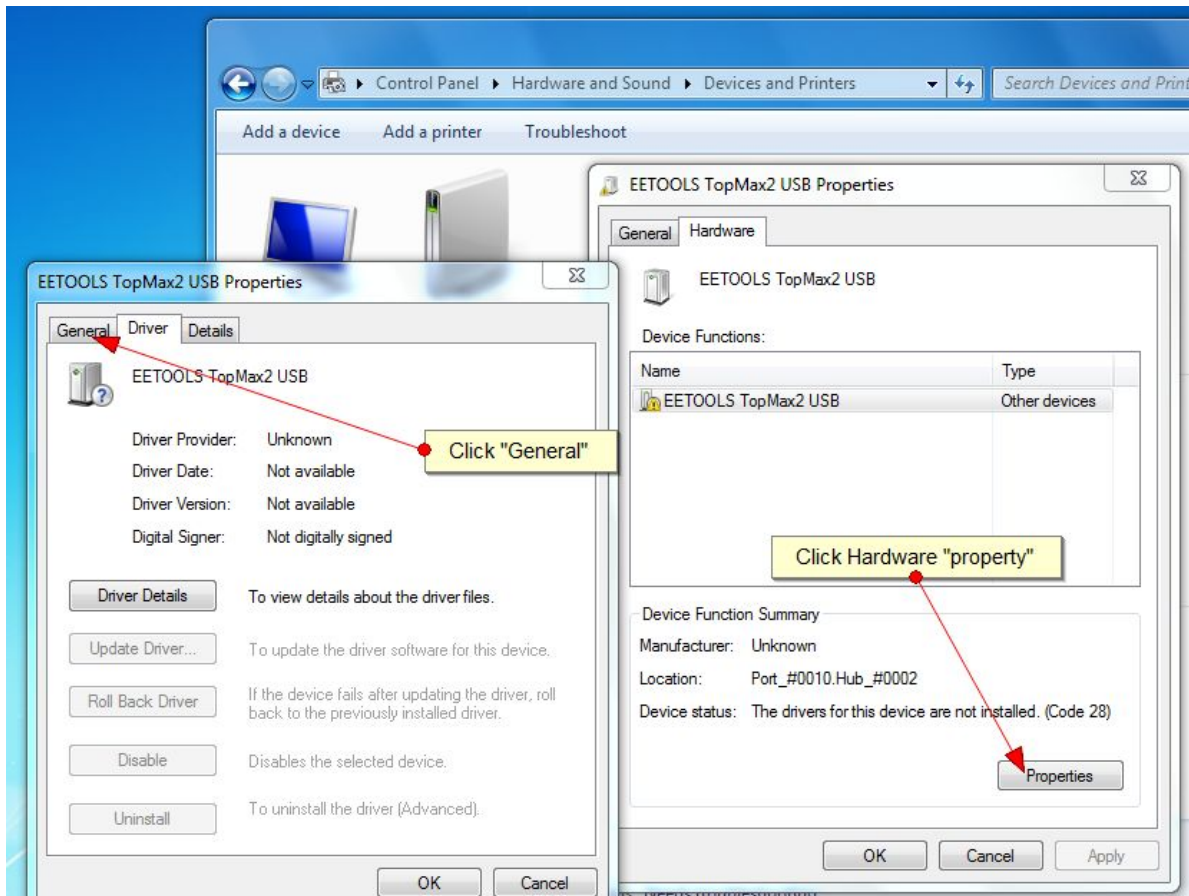 Control Panel Hardware and Sound Devices and Printers
Search Devices and Print
Add a device Add a printer Troubleshoot
EETOOLS TopMax2 USB Properties
General Hardware
EETOOLS TopMax2 USB
Device Functions:
Name Type
EETOOLS TopMax2 USB Other devices
Click Hardware "property"
Device Function Summary
Manufacturer: Unknown
Location: Port_#0010.Hub_#0002
Device status: The drivers for this device are not installed. (Code 28)
Properties
OK Cancel Apply
EETOOLS TopMax2 USB Properties
General Driver Details
EETOOLS TopMax2 USB
Click "General"
Driver Provider: Unknown
Driver Date: Not available
Driver Version: Not available
Digital Signer: Not digitally signed
Driver Details To view details about the driver files.
Update Driver... To update the driver software for this device.
Roll Back Driver If the device fails after updating the driver, roll
back to the previously installed driver.
Disable Disables the selected device.
Uninstall To uninstall the driver (Advanced).
OK Cancel